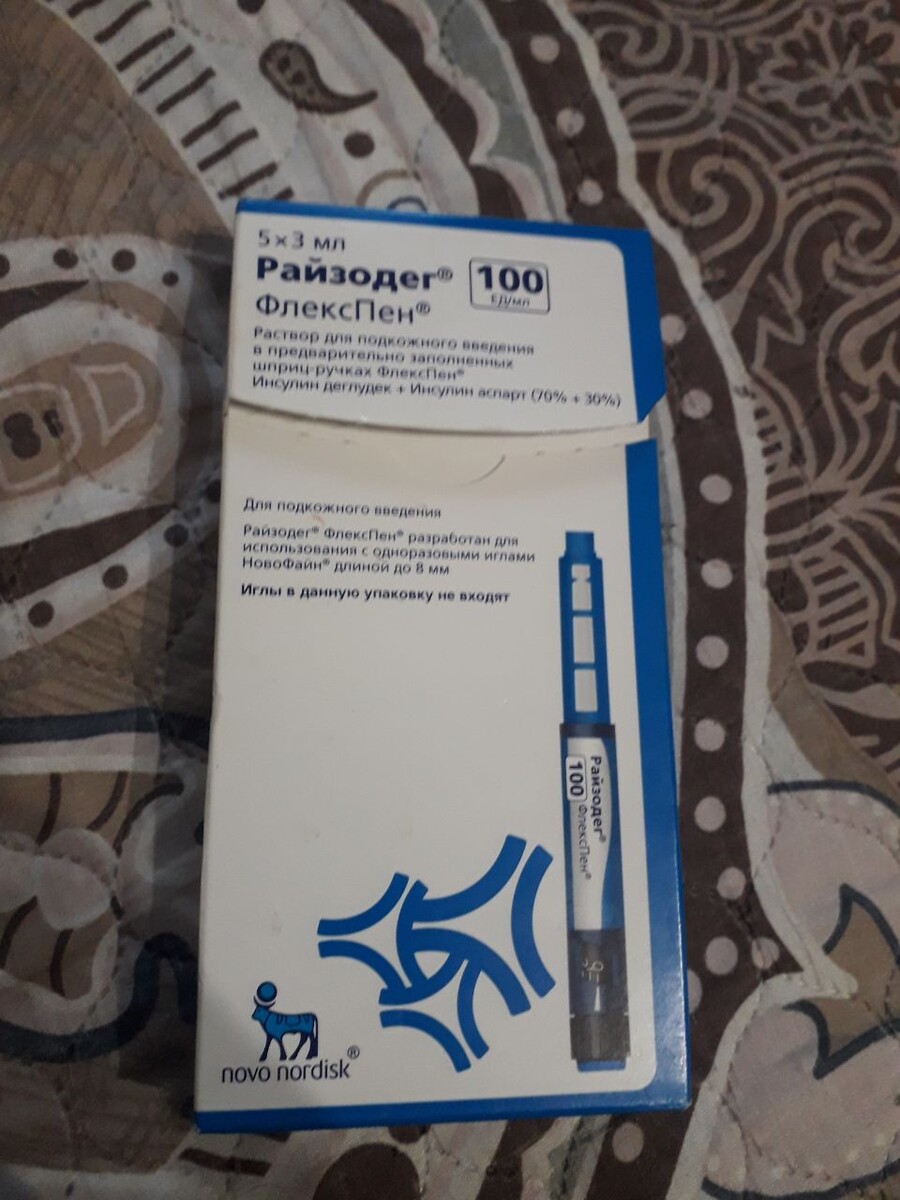 5×3 мл
Райзодег® 100
ЕД/мл
ФлексПен®
Раствор для подкожного введения
в предварительно заполненных
шприц-ручках ФлексПен®
Инсулин деглудек + Инсулин аспарт (70% + 30%)
Для подкожного введения
Райзодег® ФлексПен® разработан для
использования с одноразовыми иглами
НовоФайн® длиной до 8 мм
Иглы в данную упаковку не входят
Райзодег®
100 ФлексПен®
novo nordisk®